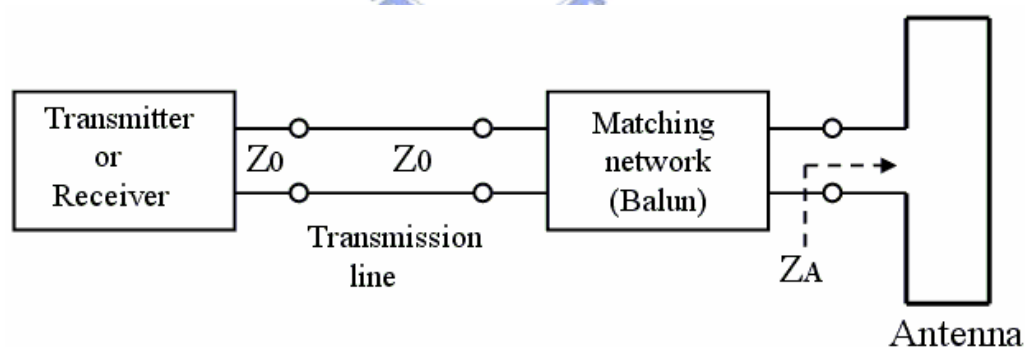 Transmitter
or
Receiver
Z0
Z0
Transmission
line
Matching
network
(Balun)
ZA
Antenna